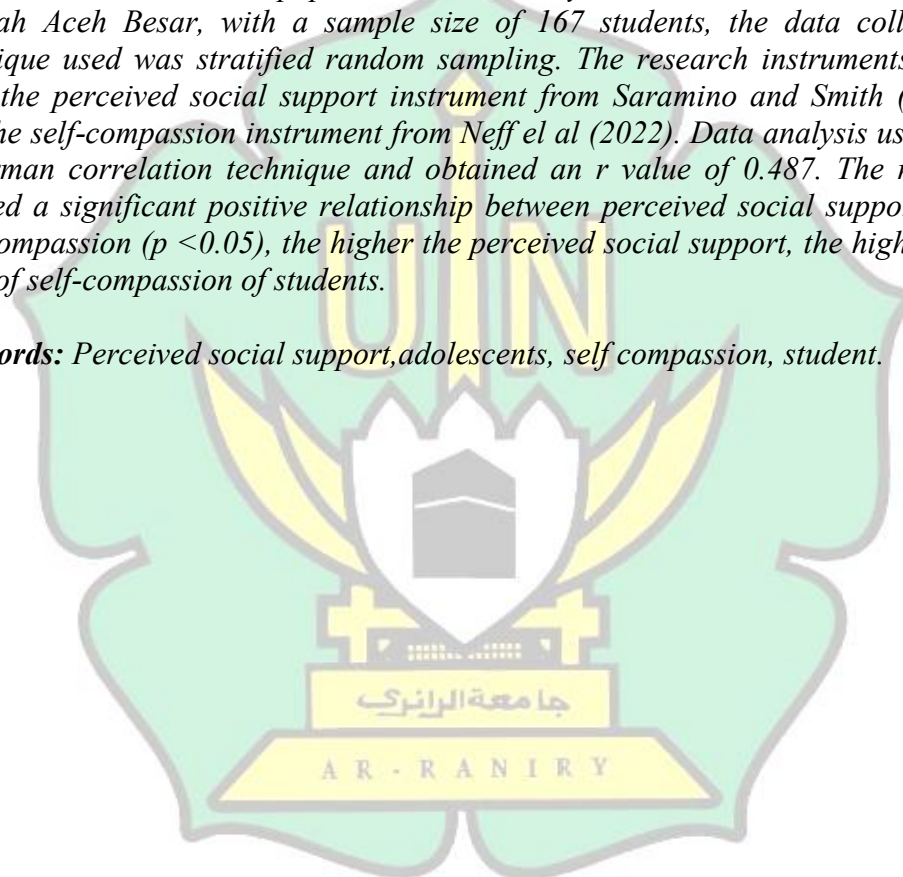 ah Aceh Besar, with a sample size of 167 students, the data coll
ique used was stratified random sampling. The research instruments
the perceived social support instrument from Saramino and Smith (
he self-compassion instrument from Neff el al (2022). Data analysis us
rman correlation technique and obtained an r value of 0.487. The
ed a significant positive relationship between perceived social suppor
ompassion (p <0.05), the higher the perceived social support, the high
of self-compassion of students.
ords: Perceived social support,adolescents, self compassion, student.
UIN
جامعة الرانري
AR-RANIRY